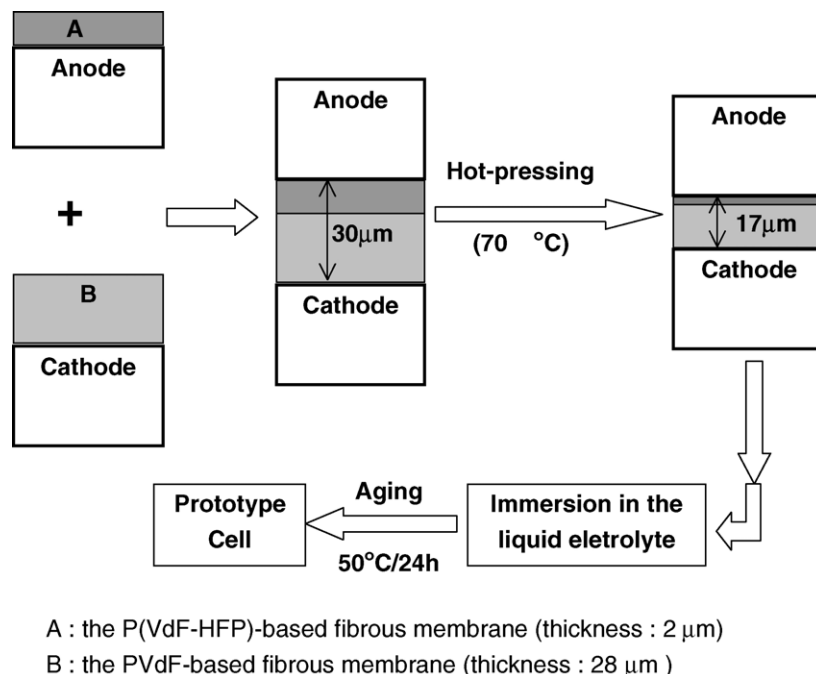 A
Anode
+
B
Cathode
Anode
30μm
Cathode
Hot-pressing
(70 °C)
Anode
17μm
Cathode
Immersion in the
liquid eletrolyte
Aging
50°C/24h
Prototype
Cell
A : the P(VdF-HFP)-based fibrous membrane (thickness : 2 μm)
B : the PVdF-based fibrous membrane (thickness : 28 μm )